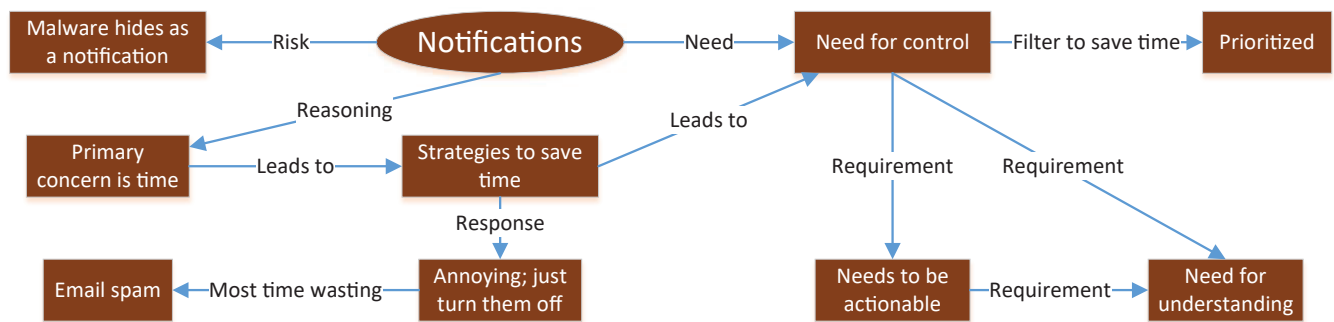 Malware hides as
a notification
Risk
Notifications
Need
Need for control
Filter to save time
Prioritized
Reasoning
Leads to
Primary
concern is time
Leads to
Strategies to save
time
Requirement
Requirement
Response
Email spam
Most time wasting
Annoying; just
turn them off
Needs to be
actionable
Requirement
Need for
understanding